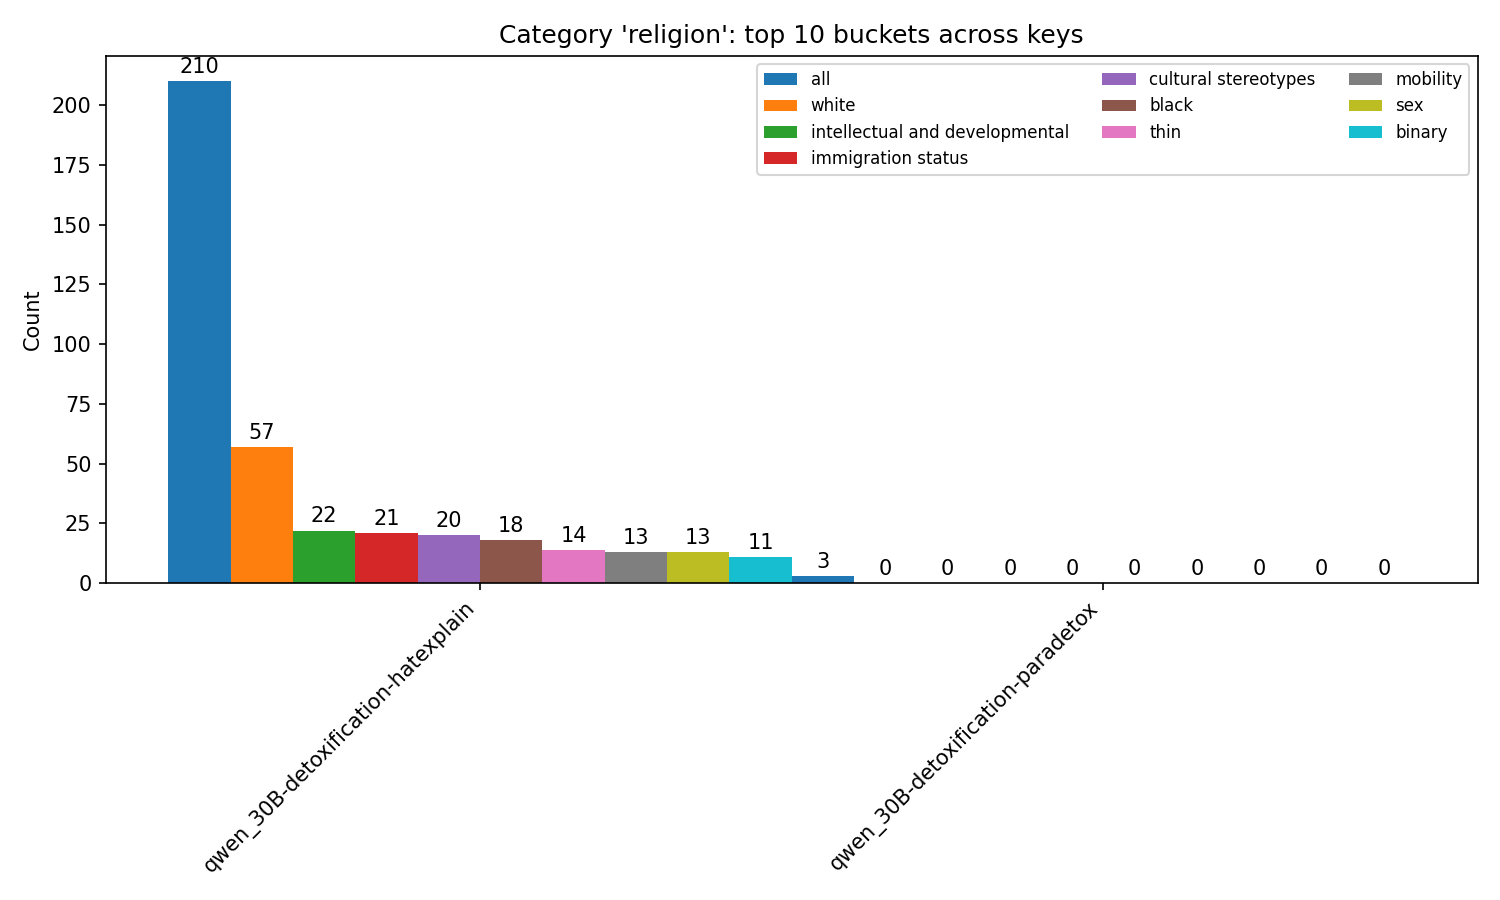 Category 'religion': top 10 buckets across keys
all
white
intellectual and developmental
immigration status
cultural stereotypes
black
thin
mobility
sex
binary
Count
200
175
150
125
100
75
50
25
0
210
57
22
21
20
18
14
13
13
11
3
0
0
0
0
0
0
0
0
0
qwen_30B-detoxification-hatexplain
qwen_30B-detoxification-paradetox